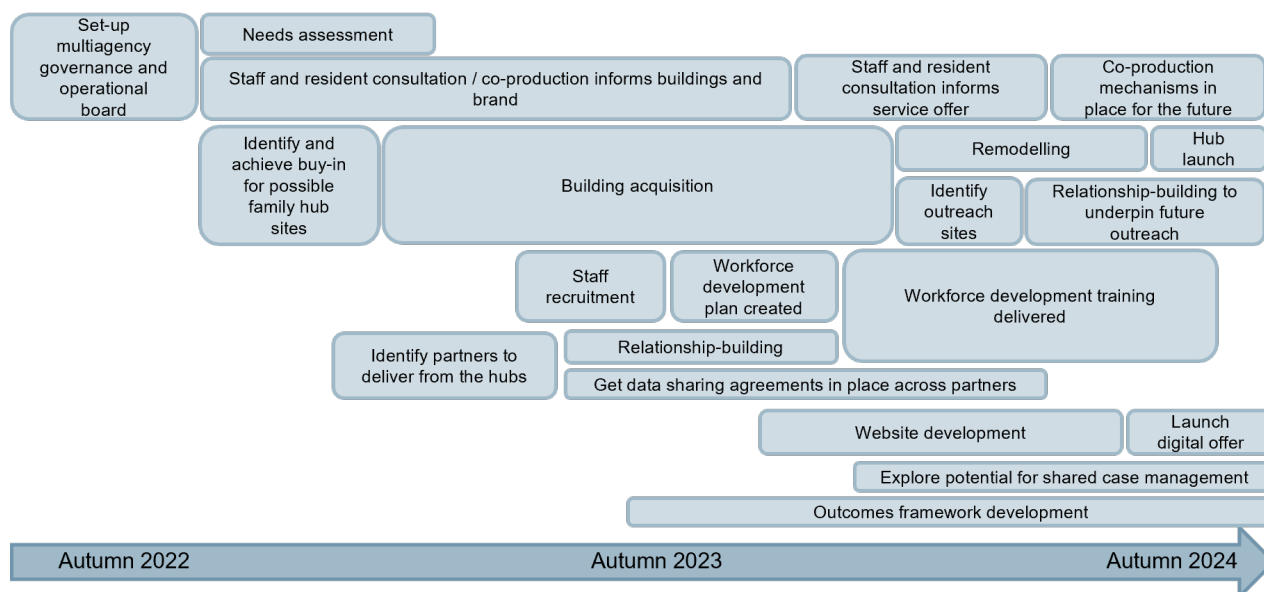 Set-up
multiagency
governance and
operational
board
Needs assessment
Staff and resident consultation / co-production informs buildings and
brand
Staff and resident
consultation informs
service offer
Co-production
mechanisms in
place for the future
Identify and
achieve buy-in
for possible
family hub
sites
Building acquisition
Remodelling
Hub
launch
Identify
outreach
sites
Relationship-building to
underpin future
outreach
Staff
recruitment
Workforce
development
plan created
Workforce development training
delivered
Identify partners to
deliver from the hubs
Relationship-building
Get data sharing agreements in place across partners
Website development
Launch
digital offer
Explore potential for shared case management
Outcomes framework development
Autumn 2022
Autumn 2023
Autumn 2024